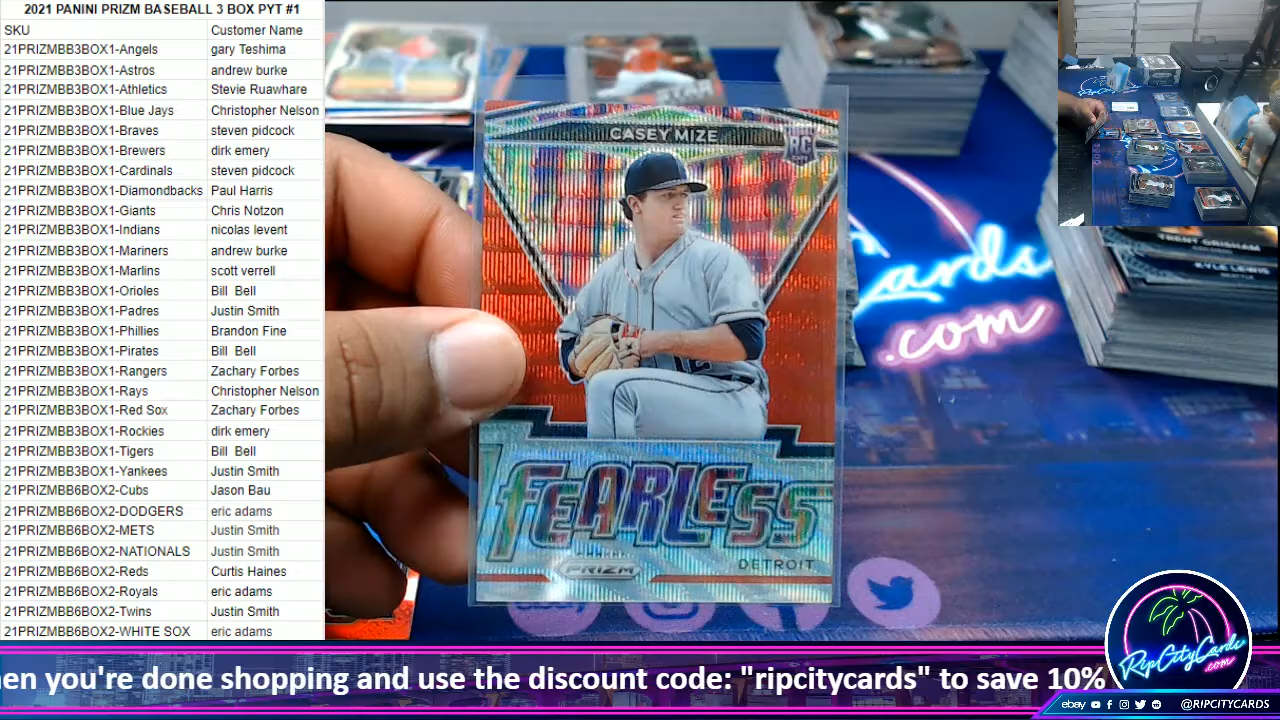 2021 PANINI PRIZM BASEBALL 3 BOX PYT #1
SKU Customer Name
21PRIZMBB3BOX1-Angels gary Teshima
21PRIZMBB3BOX1-Astros andrew burke
21PRIZMBB3BOX1-Athletics Stevie Ruawhare
21PRIZMBB3BOX1-Blue Jays Christopher Nelson
21PRIZMBB3BOX1-Braves steven pidcock
21PRIZMBB3BOX1-Brewers dirk emery
21PRIZMBB3BOX1-Cardinals steven pidcock
21PRIZMBB3BOX1-Diamondbacks Paul Harris
21PRIZMBB3BOX1-Giants Chris Notzon
21PRIZMBB3BOX1-Indians nicolas levent
21PRIZMBB3BOX1-Mariners andrew burke
21PRIZMBB3BOX1-Marlins scott verrell
21PRIZMBB3BOX1-Orioles Bill Bell
21PRIZMBB3BOX1-Padres Justin Smith
21PRIZMBB3BOX1-Phillies Brandon Fine
21PRIZMBB3BOX1-Pirates Bill Bell
21PRIZMBB3BOX1-Rangers Zachary Forbes
21PRIZMBB3BOX1-Rays Christopher Nelson
21PRIZMBB3BOX1-Red Sox Zachary Forbes
21PRIZMBB3BOX1-Rockies dirk emery
21PRIZMBB3BOX1-Tigers Bill Bell
21PRIZMBB3BOX1-Yankees Justin Smith
21PRIZMBB6BOX2-Cubs Jason Bau
21PRIZMBB6BOX2-DODGERS eric adams
21PRIZMBB6BOX2-METS Justin Smith
21PRIZMBB6BOX2-NATIONALS Justin Smith
21PRIZMBB6BOX2-Reds Curtis Haines
21PRIZMBB6BOX2-Royals eric adams
21PRIZMBB6BOX2-Twins Justin Smith
21PRIZMBB6BOX2-WHITE SOX eric adams
CASEY MIZE
RC
FEARLESS
DETROIT
PRIZM
Cards
.com
TRENT GRISHAM
KYLE LEWIS
en you're done shopping and use the discount code: "ripcitycards" to save 10%
RipCityCards
.com
ebay @RIPCITYCARDS